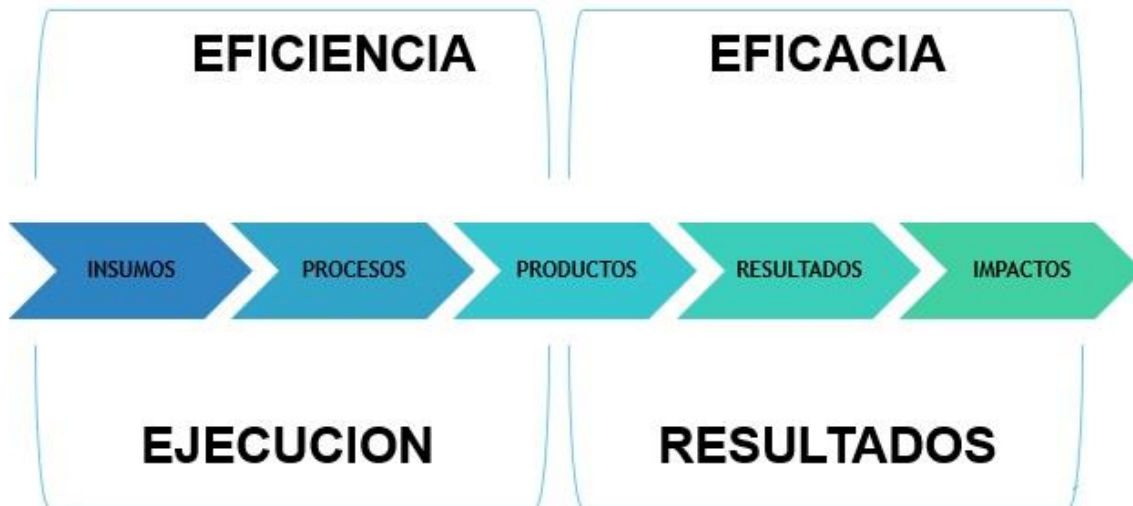 EFICIENCIA
EFICACIA
INSUMOS
PROCESOS
PRODUCTOS
RESULTADOS
IMPACTOS
EJECUCION
RESULTADOS